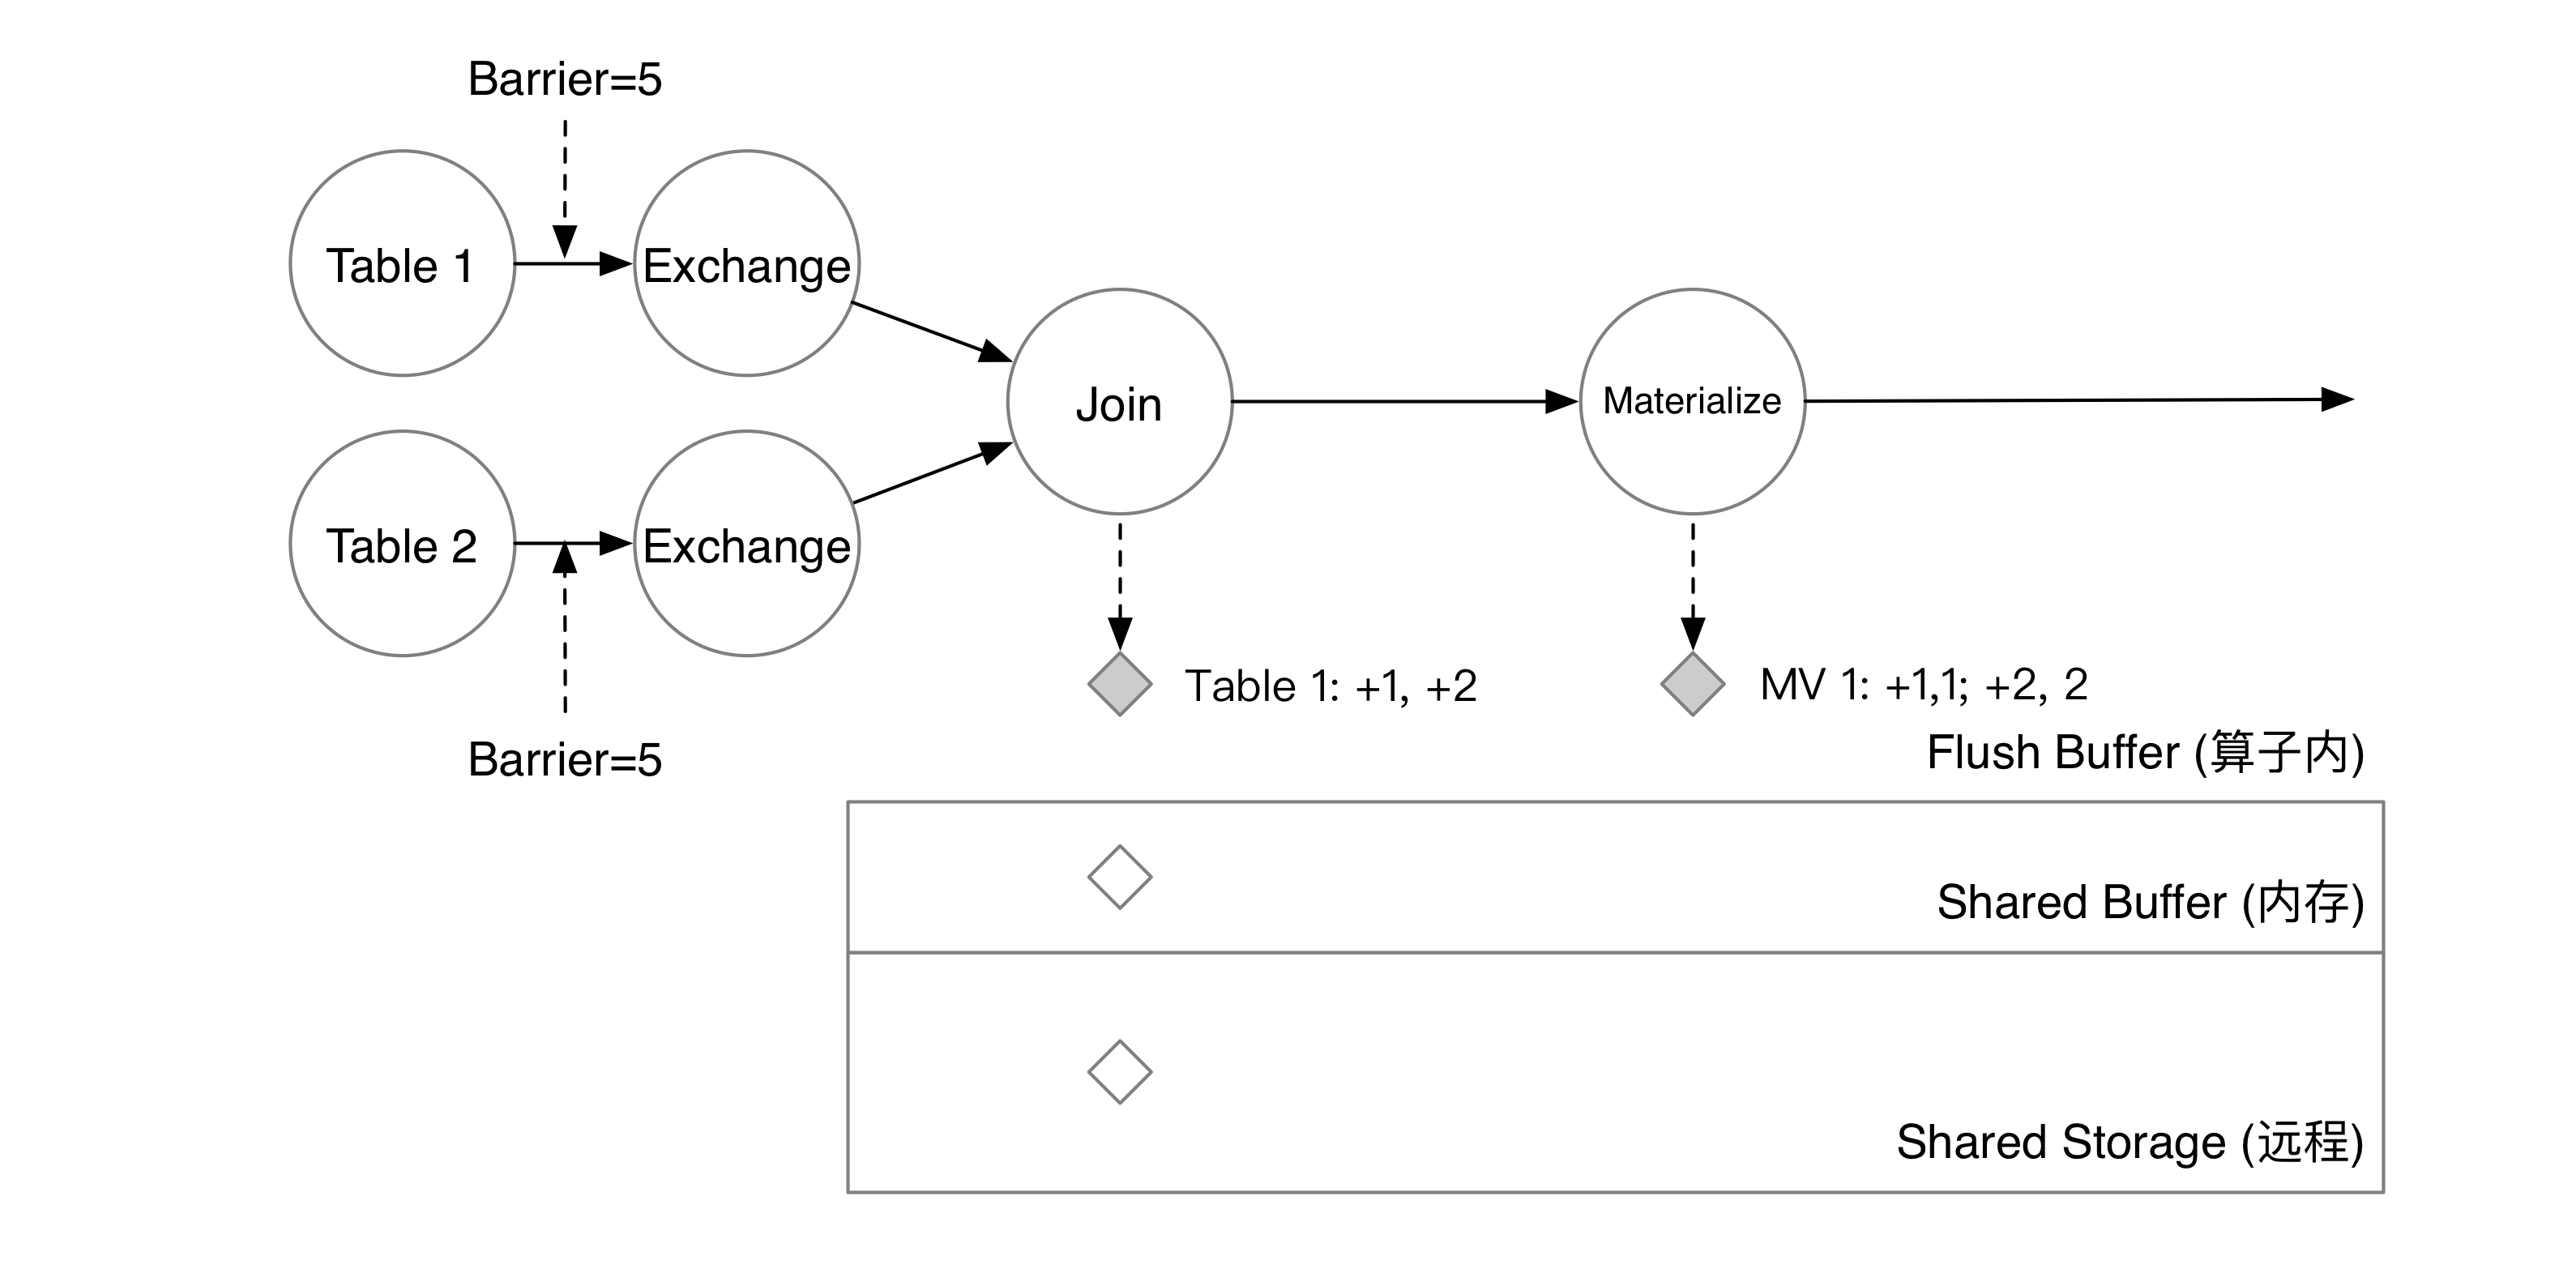 Barrier=5
Table 1
Exchange
Join
Materialize
Table 2
Exchange
Barrier=5
Table 1: +1, +2
MV 1: +1,1; +2, 2
Flush Buffer (算子内)
Shared Buffer (内存)
Shared Storage (远程)